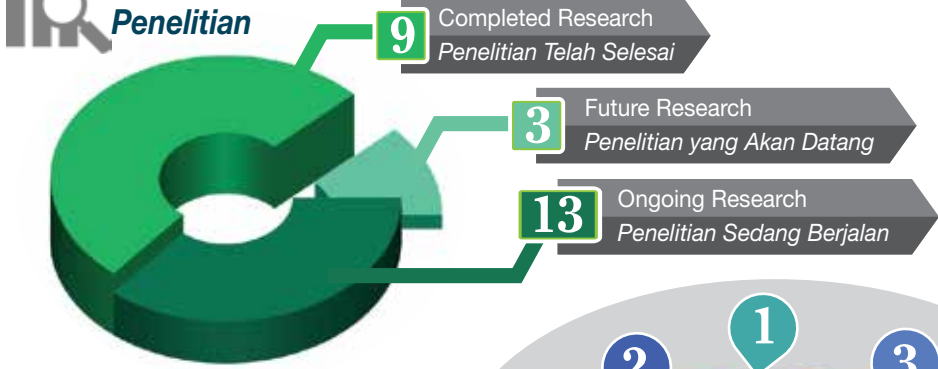 Penelitian
9
Completed Research
Penelitian Telah Selesai
3
Future Research
Penelitian yang Akan Datang
13
Ongoing Research
Penelitian Sedang Berjalan
1
2
3